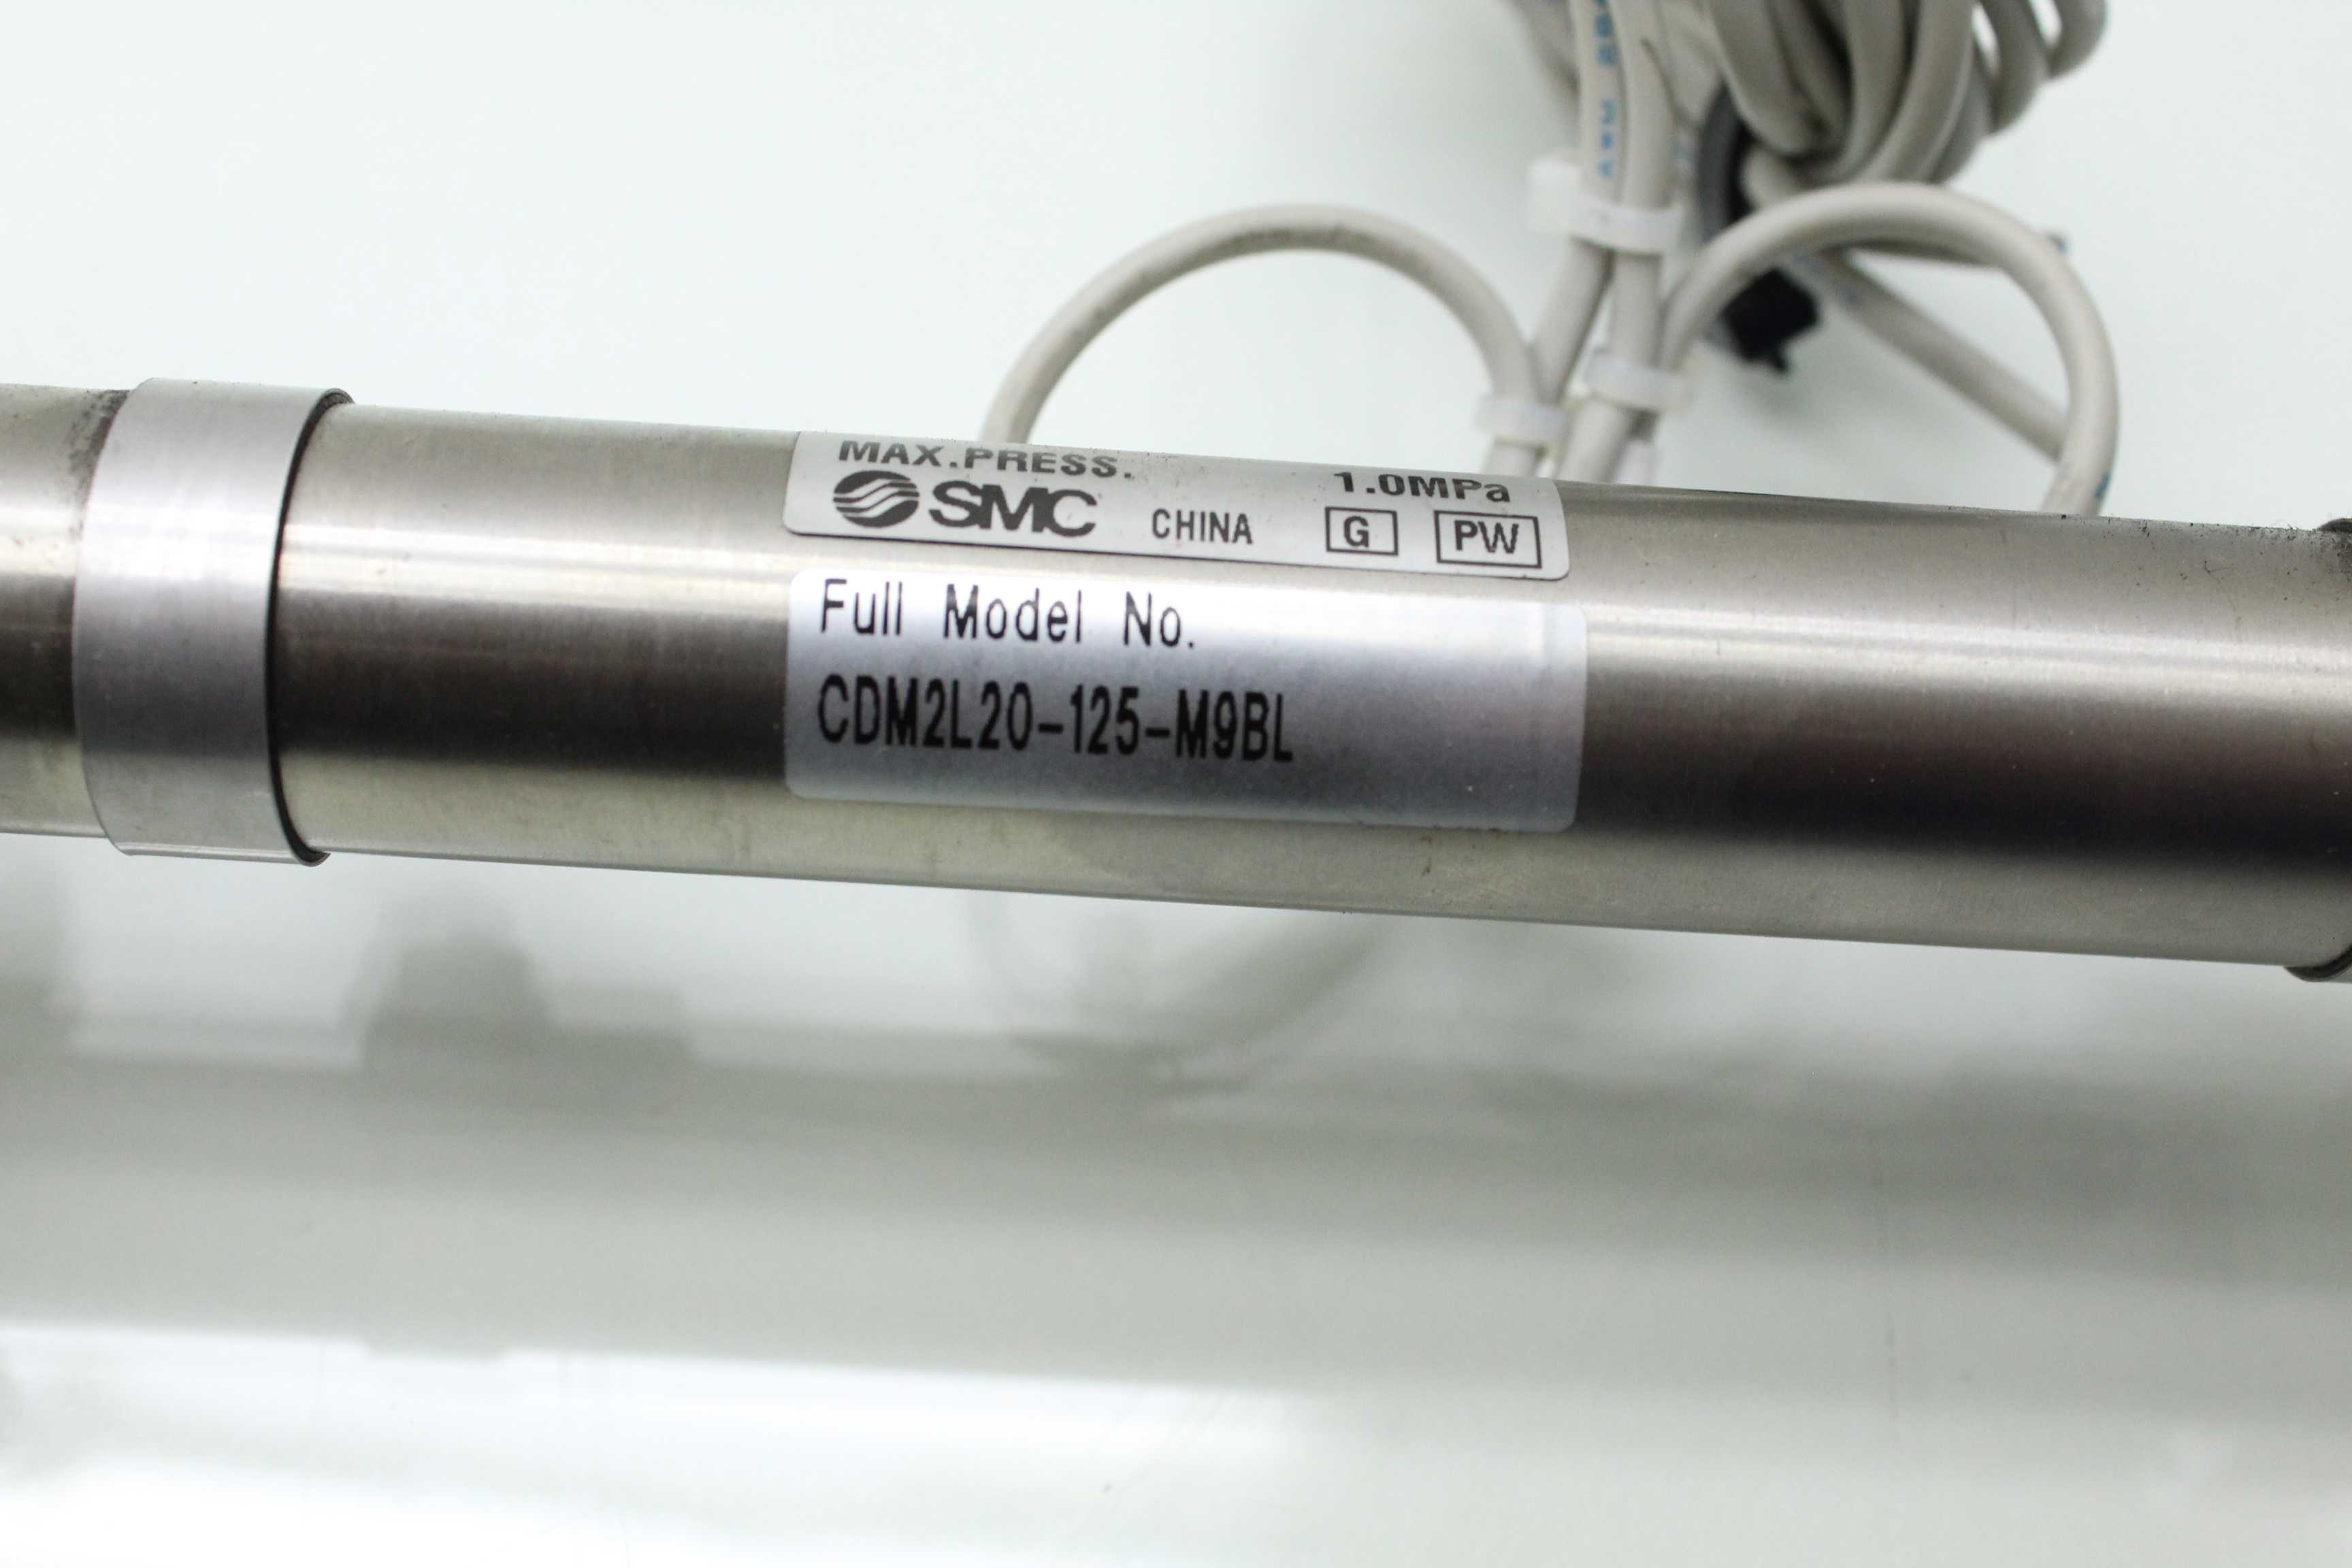 MAX.PRESS. 1.0MPa
SMC CHINA G PW
Full Model No.
CDM2L20-125-M9BL